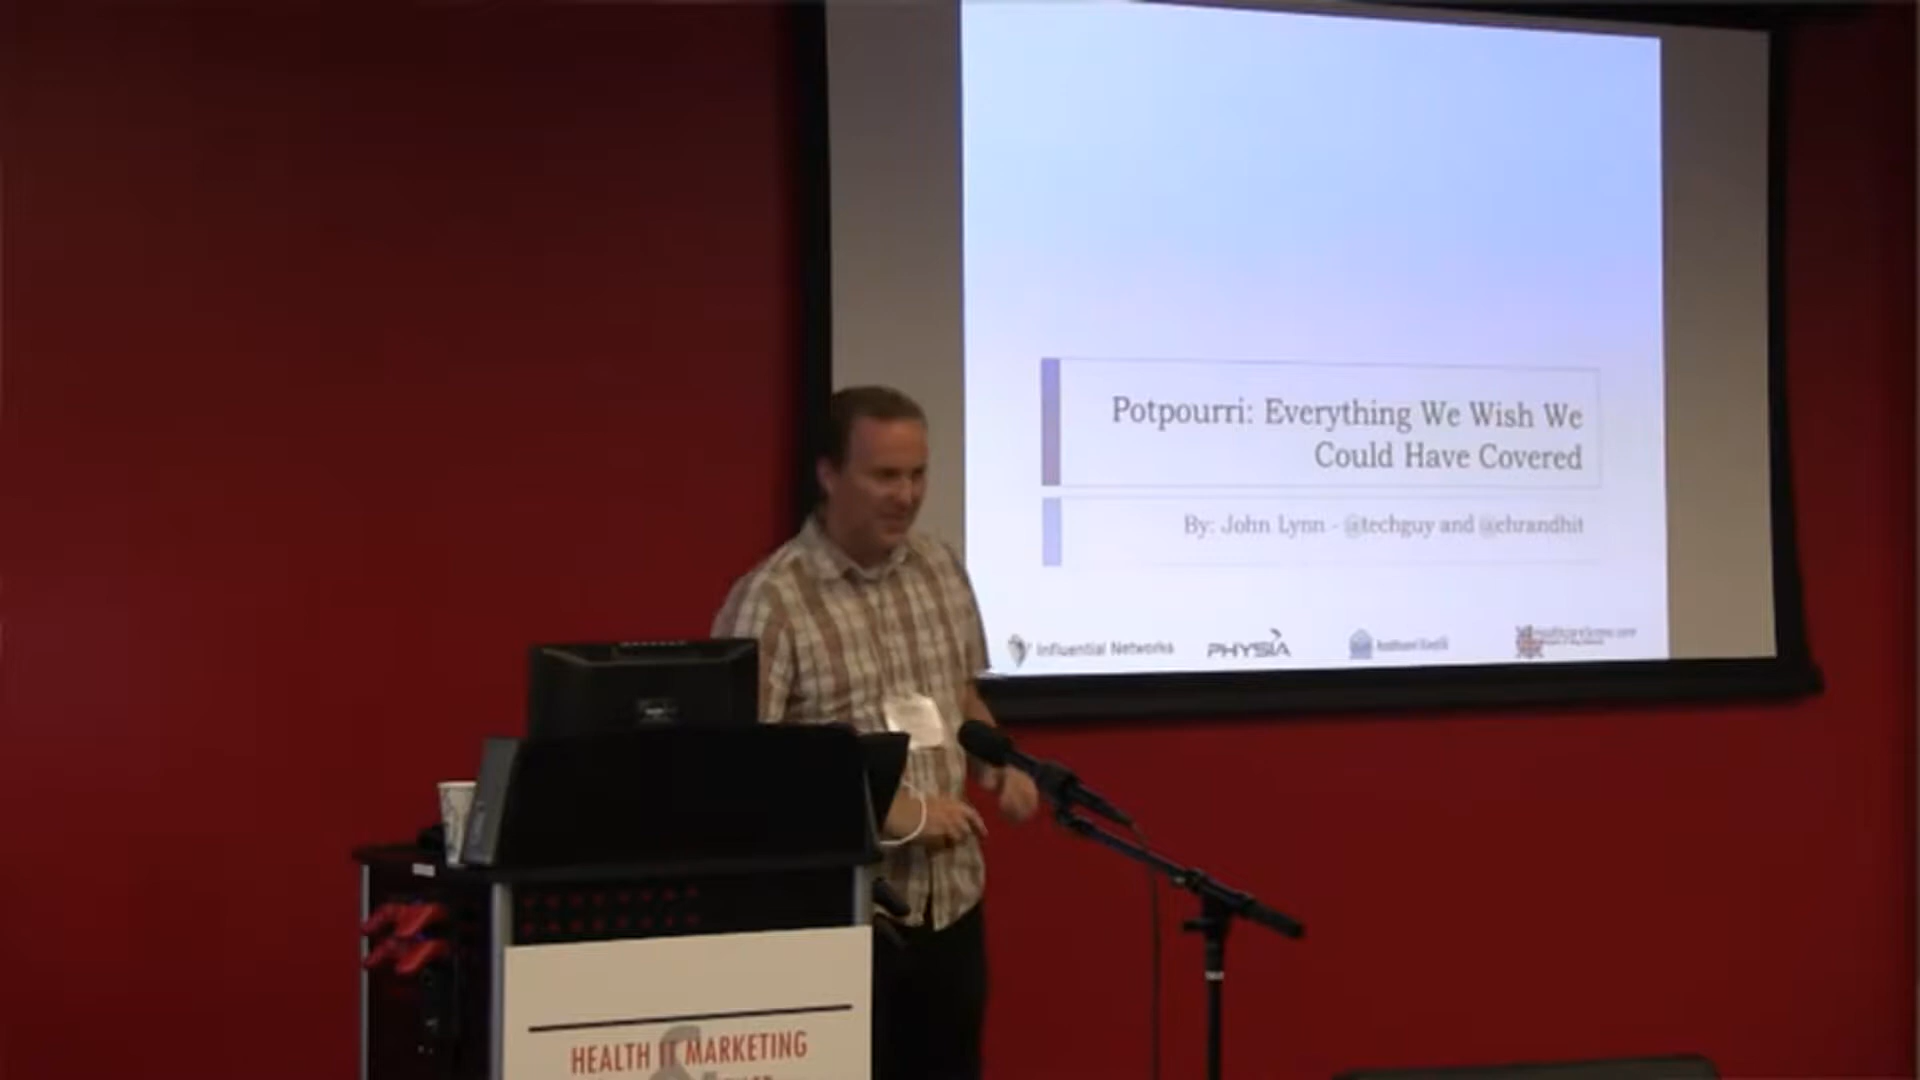 Potpourri: Everything We Wish We
Could Have Covered
By: John Lynn - @techguy and @ehrandhit
Influential Networks
PHYSIA
HEALTH IT MARKETING